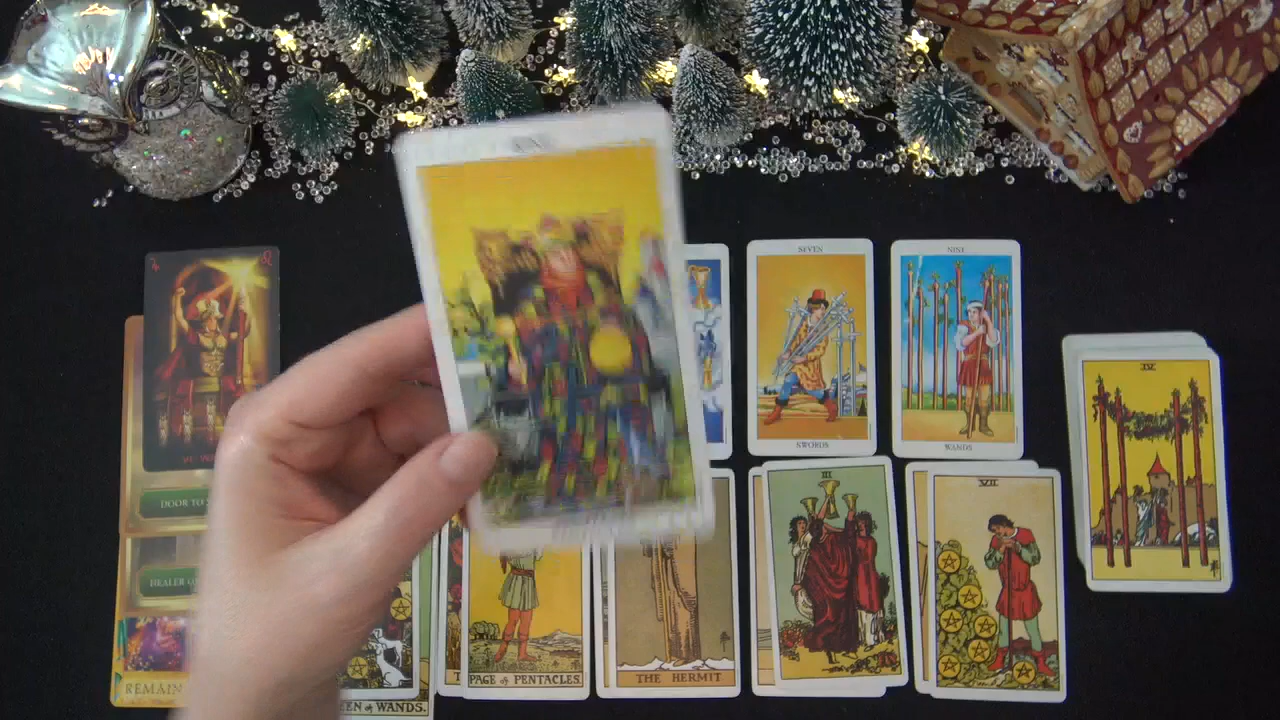 SEVEN
NINE
SWORDS
WANDS
IV
DOOR TO
III
VII
HEALER
REMAIN
EEN of WANDS.
PAGE of PENTACLES.
THE HERMIT.